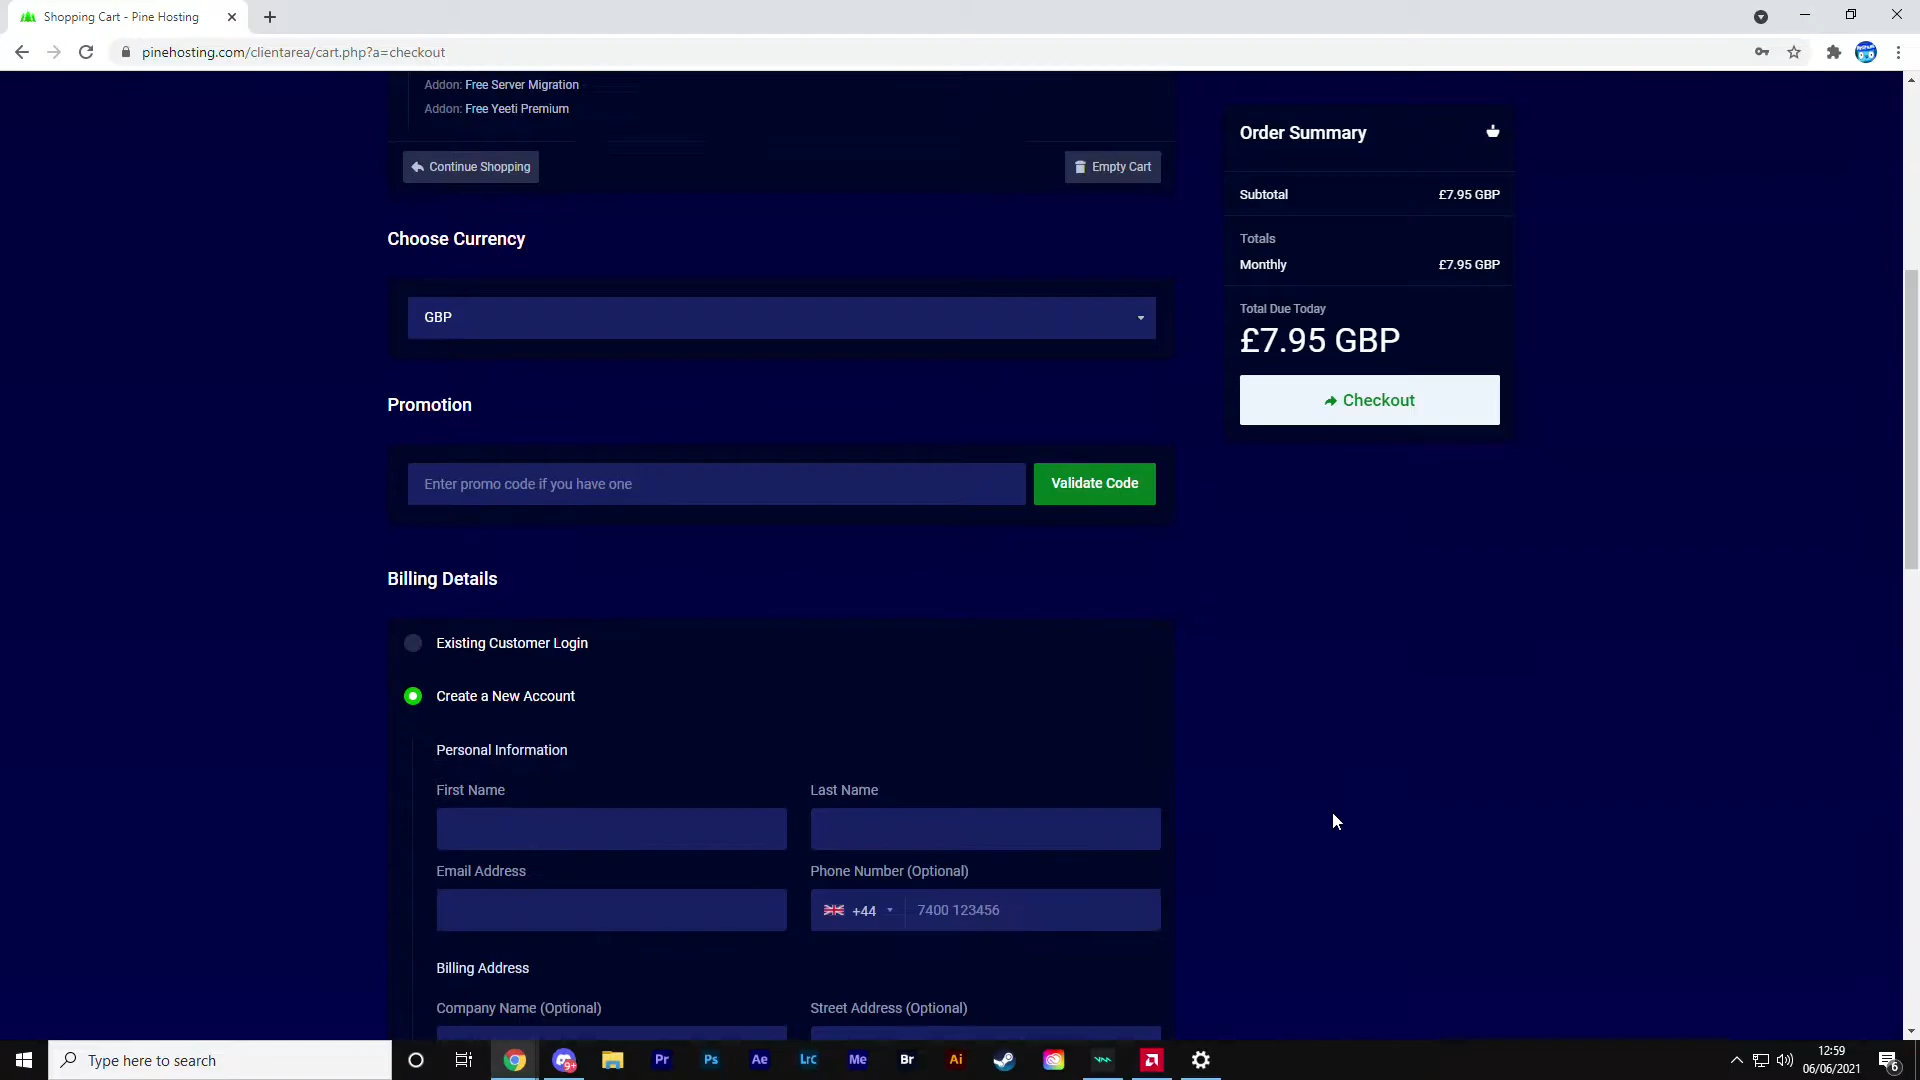 Shopping Cart - Pine Hosting
pinehosting.com/clientarea/cart.php?a=checkout
Addon: Free Server Migration
Addon: Free Yeeti Premium
Continue Shopping
Empty Cart
Order Summary
Subtotal £7.95 GBP
Totals
Monthly £7.95 GBP
Total Due Today
£7.95 GBP
Checkout
Choose Currency
GBP
Promotion
Enter promo code if you have one
Validate Code
Billing Details
Existing Customer Login
Create a New Account
Personal Information
First Name Last Name
Email Address Phone Number (Optional)
+44 7400 123456
Billing Address
Company Name (Optional) Street Address (Optional)
Type here to search
9+
Pr
Ps
Ae
Lrc
Me
Br
Ai
12:59
06/06/2021
6